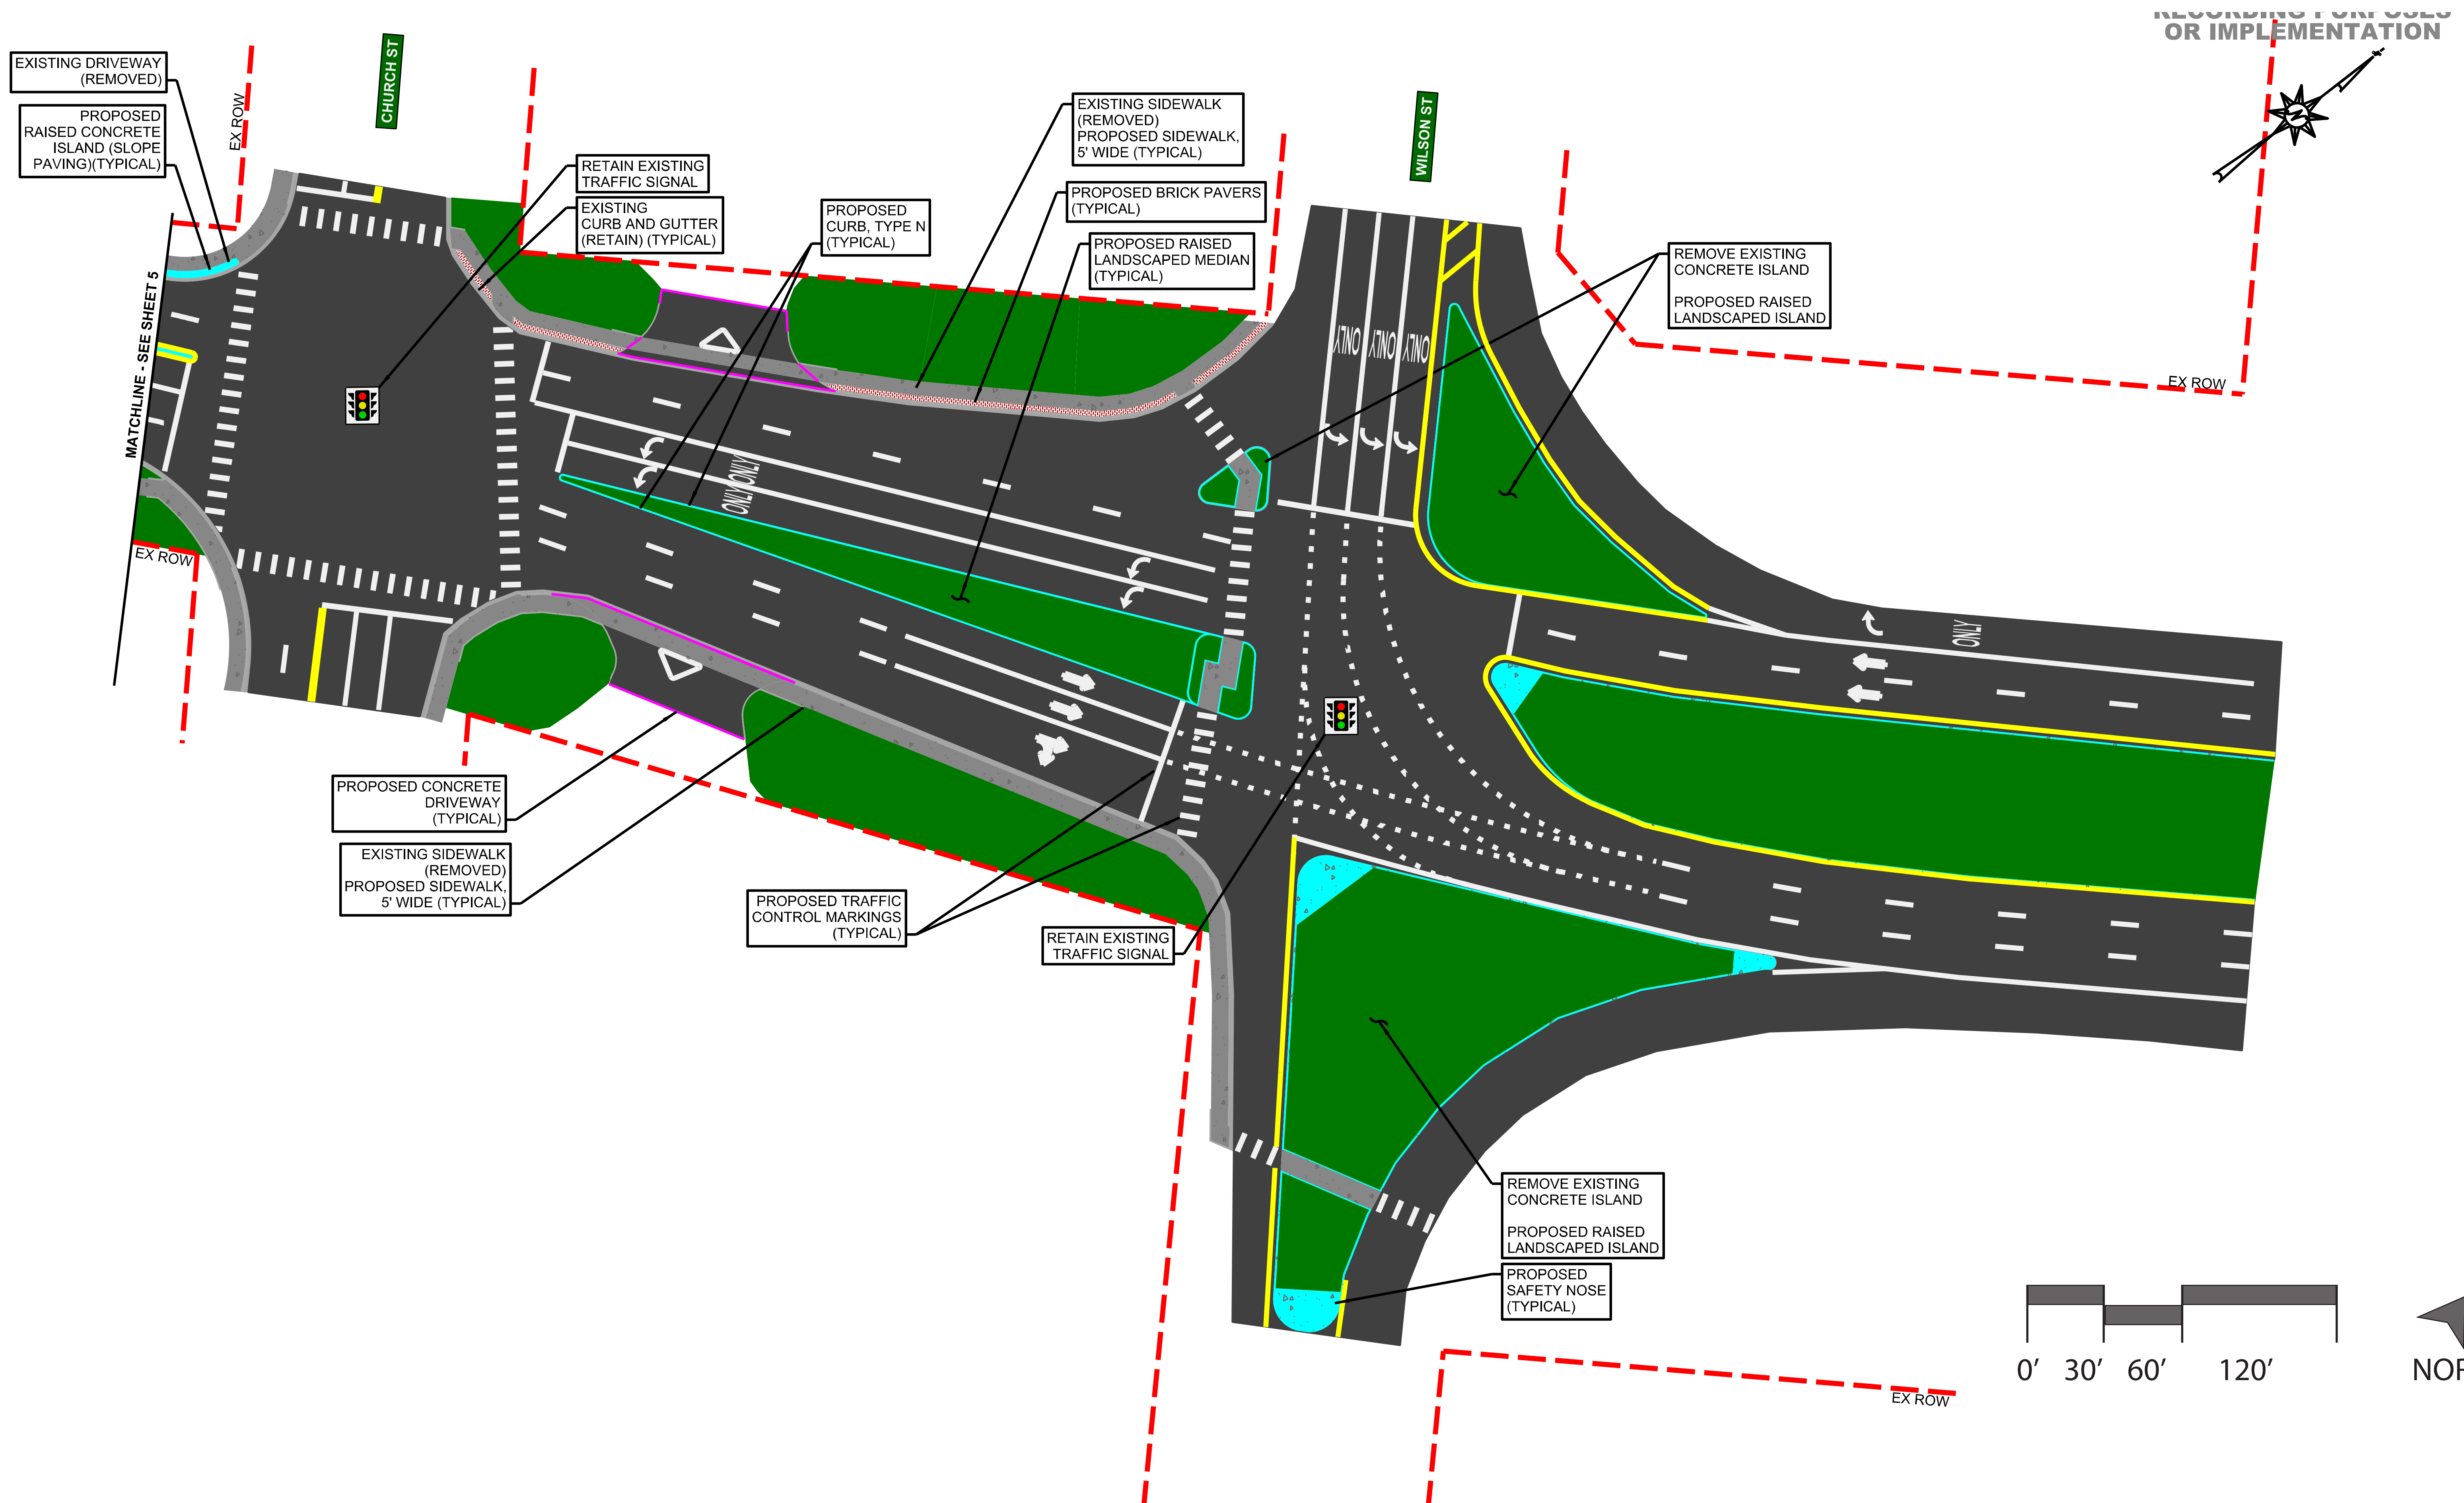 RECORDING PURPOSES
OR IMPLEMENTATION
EXISTING DRIVEWAY
(REMOVED)
PROPOSED
RAISED CONCRETE
ISLAND (SLOPE
PAVING)(TYPICAL)
EX ROW
CHURCH ST
RETAIN EXISTING
TRAFFIC SIGNAL
EXISTING
CURB AND GUTTER
(RETAIN) (TYPICAL)
PROPOSED
CURB, TYPE N
(TYPICAL)
EXISTING SIDEWALK
(REMOVED)
PROPOSED SIDEWALK,
5' WIDE (TYPICAL)
PROPOSED BRICK PAVERS
(TYPICAL)
PROPOSED RAISED
LANDSCAPED MEDIAN
(TYPICAL)
WILSON ST
REMOVE EXISTING
CONCRETE ISLAND
PROPOSED RAISED
LANDSCAPED ISLAND
EX ROW
MATCHLINE - SEE SHEET 5
ONLY
ONLY
ONLY
ONLY
ONLY
ONLY
EX ROW
PROPOSED CONCRETE
DRIVEWAY
(TYPICAL)
EXISTING SIDEWALK
(REMOVED)
PROPOSED SIDEWALK,
5' WIDE (TYPICAL)
PROPOSED TRAFFIC
CONTROL MARKINGS
(TYPICAL)
RETAIN EXISTING
TRAFFIC SIGNAL
REMOVE EXISTING
CONCRETE ISLAND
PROPOSED RAISED
LANDSCAPED ISLAND
PROPOSED
SAFETY NOSE
(TYPICAL)
0' 30' 60' 120'
EX ROW